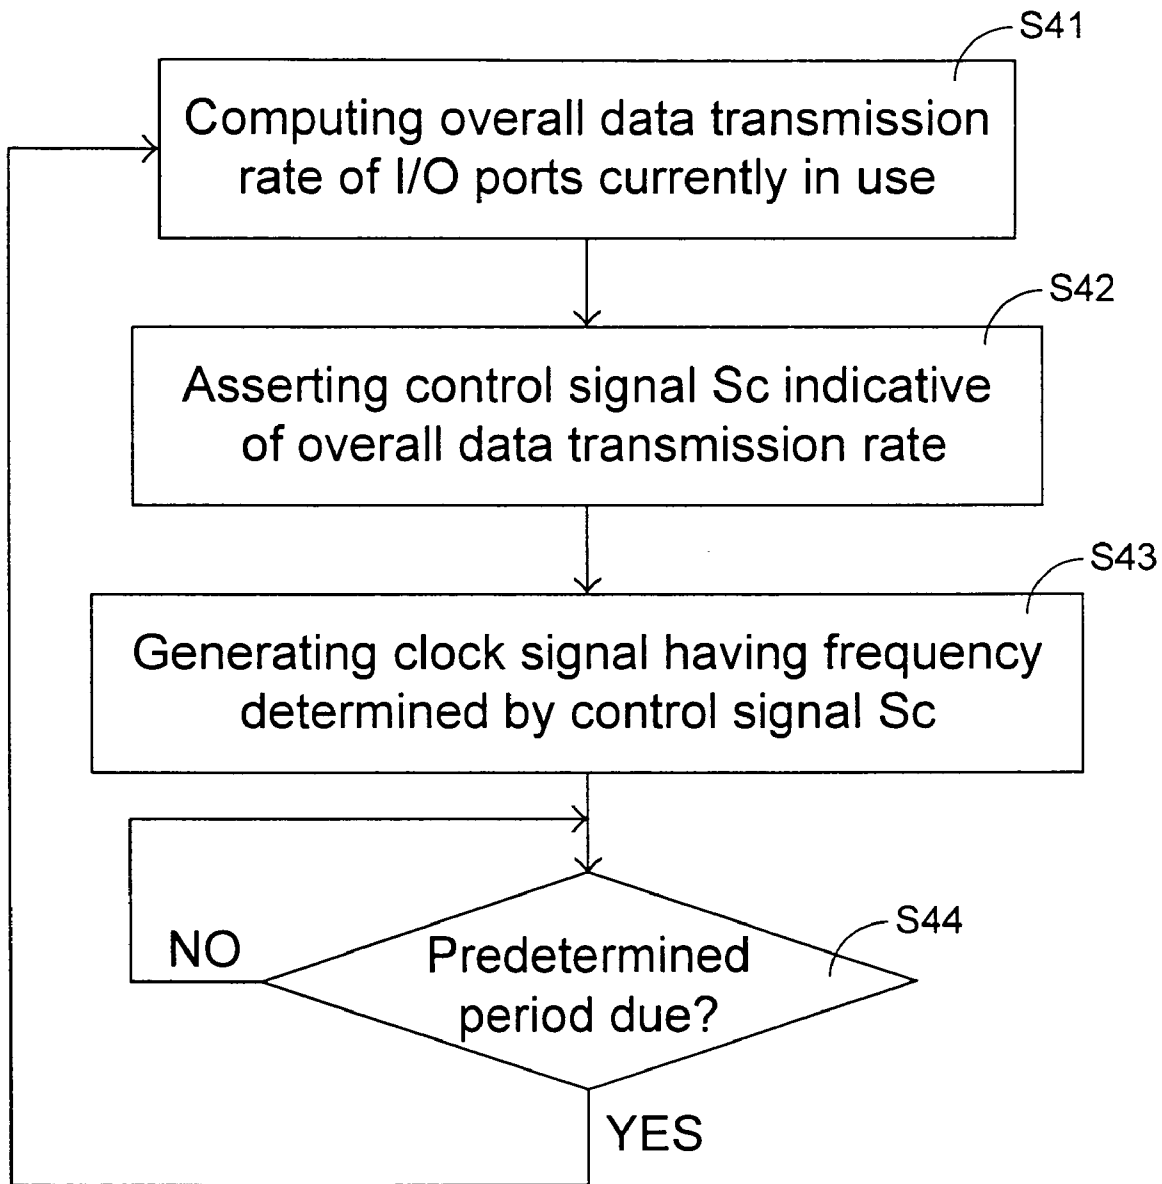 S41
Computing overall data transmission
rate of I/O ports currently in use
S42
Asserting control signal Sc indicative
of overall data transmission rate
S43
Generating clock signal having frequency
determined by control signal Sc
S44
NO
Predetermined
period due?
YES